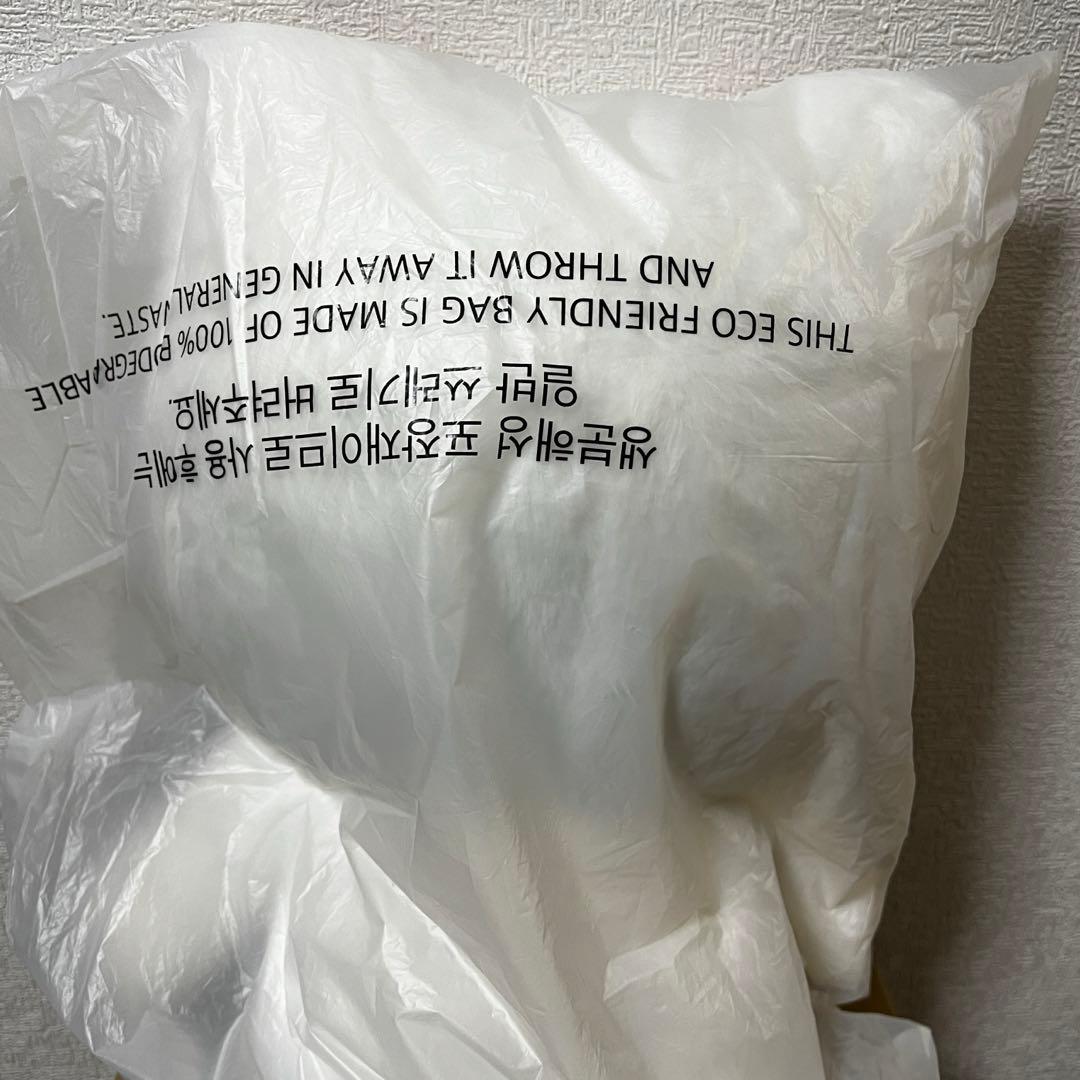 생분해성 포장재이므로 사용 후에는
일반 쓰레기로 버려주세요.
THIS ECO FRIENDLY BAG IS MADE OF 100% BIODEGRADABLE
AND THROW IT AWAY IN GENERAL WASTE.